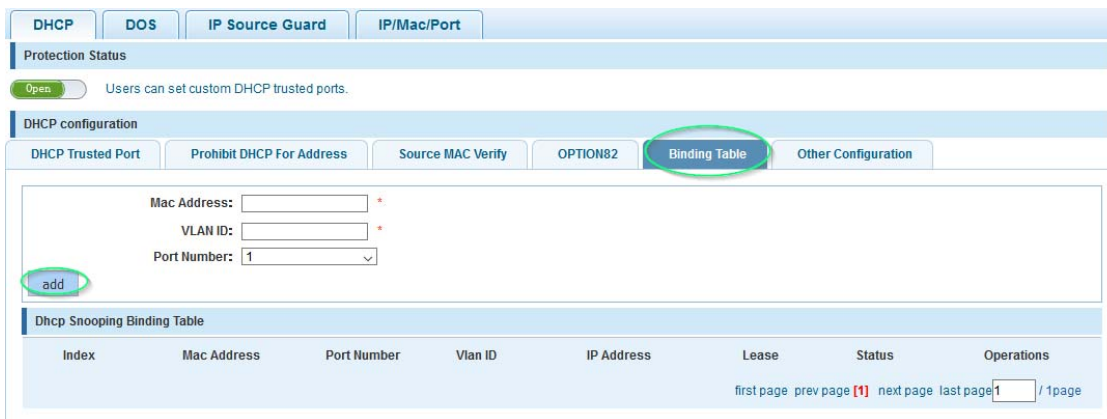 DHCP DOS IP Source Guard IP/Mac/Port
Protection Status
Open Users can set custom DHCP trusted ports.
DHCP configuration
DHCP Trusted Port Prohibit DHCP For Address Source MAC Verify OPTION82 Binding Table Other Configuration
Mac Address: *
VLAN ID: *
Port Number: 1
add
Dhcp Snooping Binding Table
Index Mac Address Port Number Vlan ID IP Address Lease Status Operations
first page prev page [1] next page last page 1 / 1page